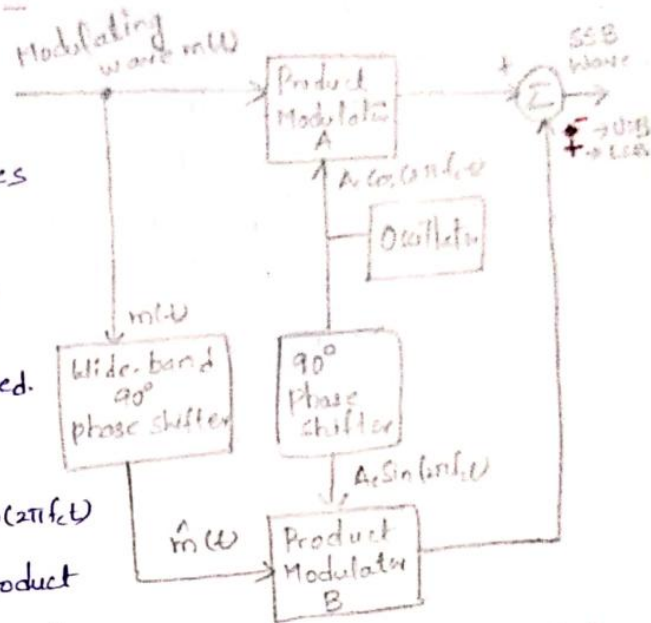 Modulating
wave m(t)
Product
Modulator
A
+
Σ
SSB
Wave
- → USB
+ → LSB
es
Ac cos(2πfct)
Oscillator
m(t)
Wide-band
90°
phase shifter
90°
Phase
shifter
ed.
Ac Sin(2πfct)
(2πfct)
m̂(t)
Product
Modulator
B
oduct